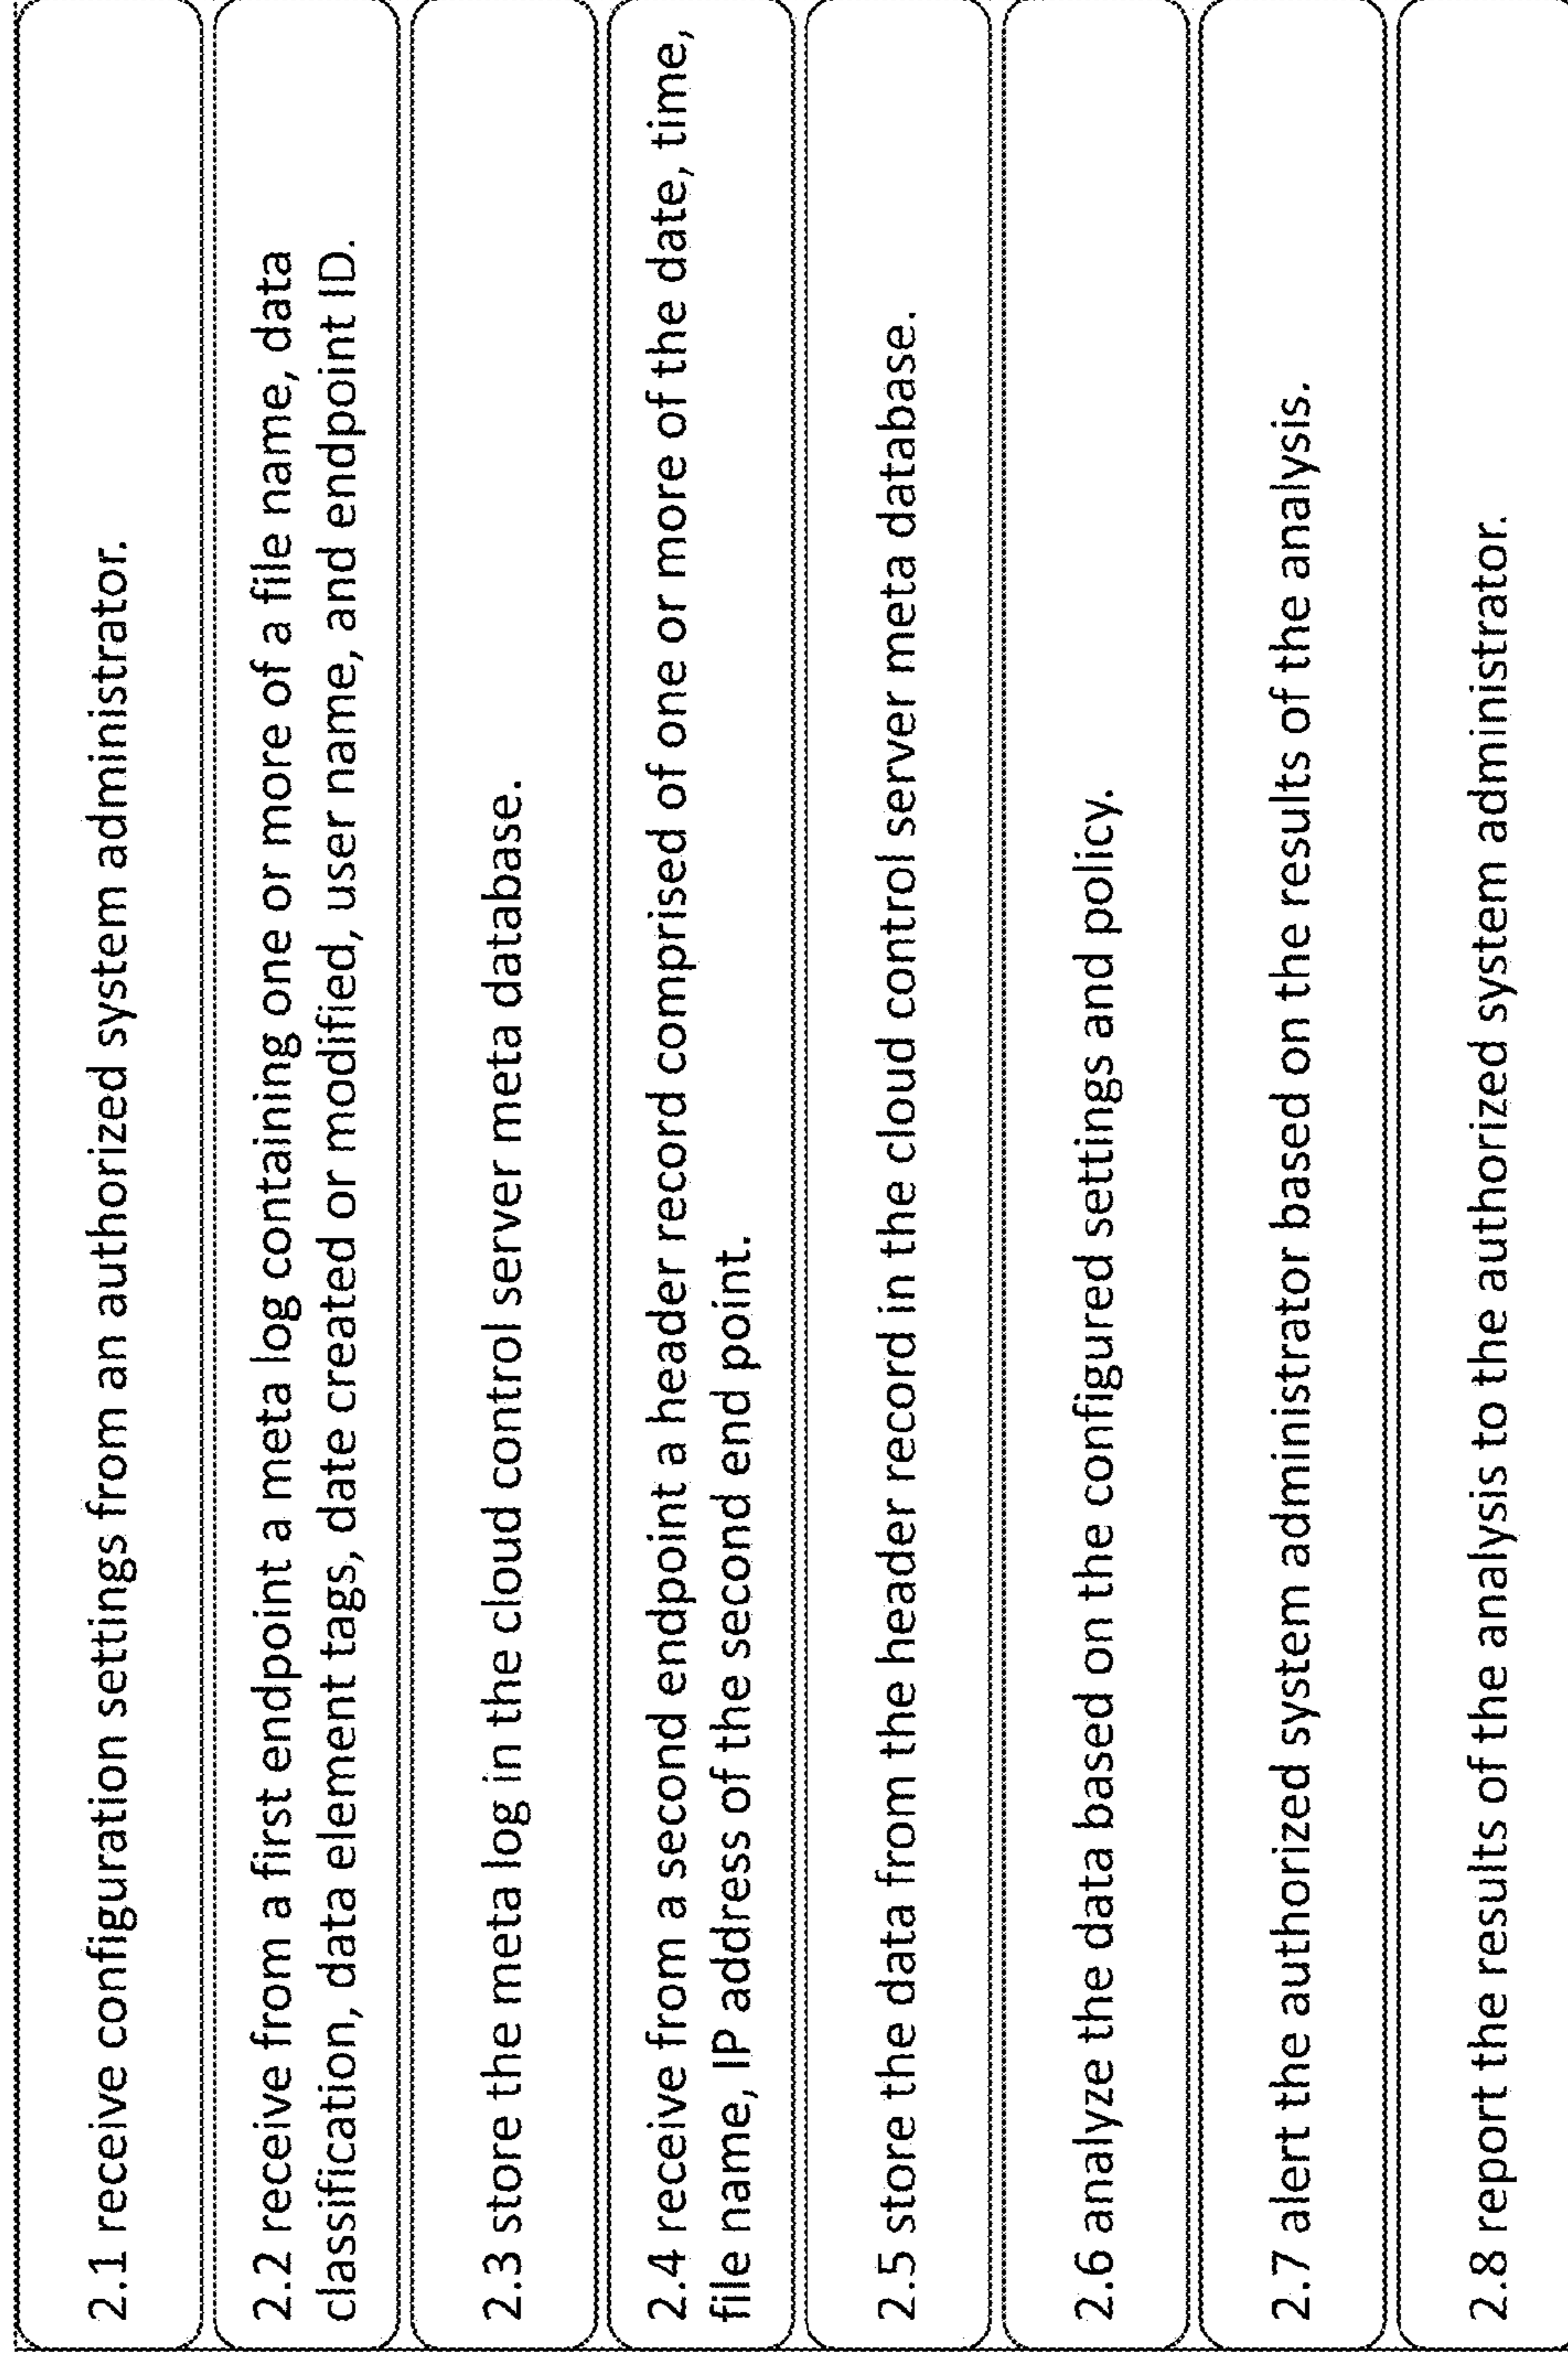 2.1 receive configuration settings from an authorized system administrator.
2.2 receive from a first endpoint a meta log containing one or more of a file name, data
classification, data element tags, date created or modified, user name, and endpoint ID.
2.3 store the meta log in the cloud control server meta database.
2.4 receive from a second endpoint a header record comprised of one or more of the date, time,
file name, IP address of the second end point.
2.5 store the data from the header record in the cloud control server meta database.
2.6 analyze the data based on the configured settings and policy.
2.7 alert the authorized system administrator based on the results of the analysis.
2.8 report the results of the analysis to the authorized system administrator.